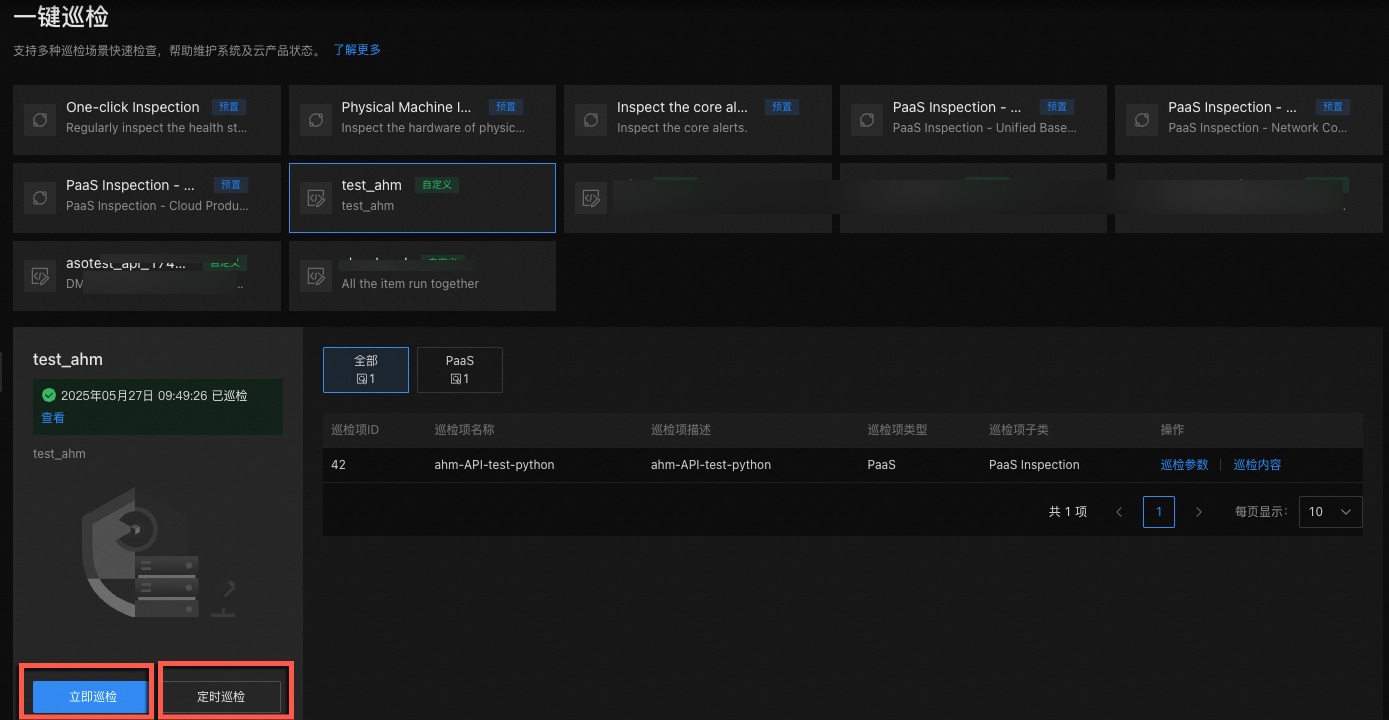 一键巡检
支持多种巡检场景快速检查，帮助维护系统及云产品状态。 了解更多
One-click Inspection 预置
Regularly inspect the health st...
Physical Machine I... 预置
Inspect the hardware of physic...
Inspect the core al... 预置
Inspect the core alerts.
PaaS Inspection - ... 预置
PaaS Inspection - Unified Base...
PaaS Inspection - ... 预置
PaaS Inspection - Network Co...
PaaS Inspection - ... 预置
PaaS Inspection - Cloud Produ...
test_ahm 自定义
test_ahm
asotest_api_174... 自定义
DM
All the item run together
test_ahm
2025年05月27日 09:49:26 已巡检
查看
test_ahm
立即巡检 定时巡检
全部
1
PaaS
1
巡检项ID 巡检项名称 巡检项描述 巡检项类型 巡检项子类 操作
42 ahm-API-test-python ahm-API-test-python PaaS PaaS Inspection 巡检参数 | 巡检内容
共 1 项 < 1 > 每页显示: 10